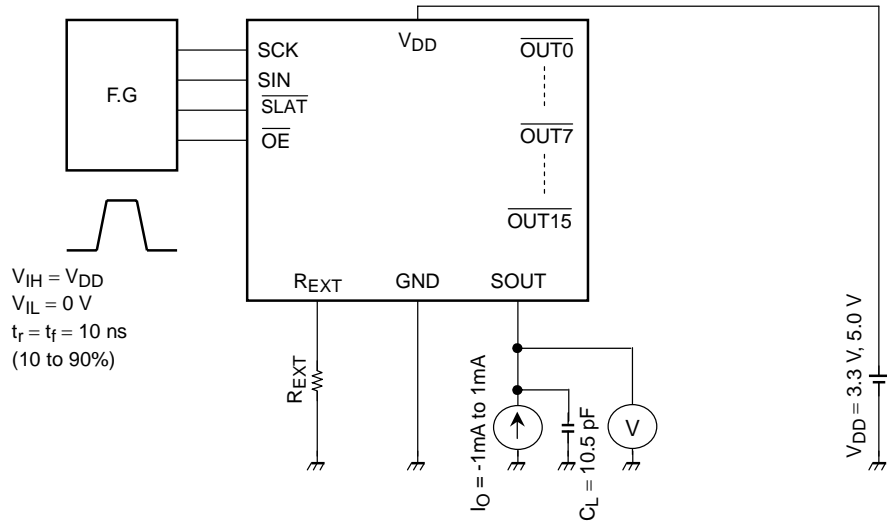 F.G
SCK
SIN
SLAT
OE
VDD
OUT0
OUT7
OUT15
REXT
GND
SOUT
VIH = VDD
VIL = 0 V
tr = tf = 10 ns
(10 to 90%)
REXT
IO = -1mA to 1mA
CL = 10.5 pF
V
VDD = 3.3 V, 5.0 V